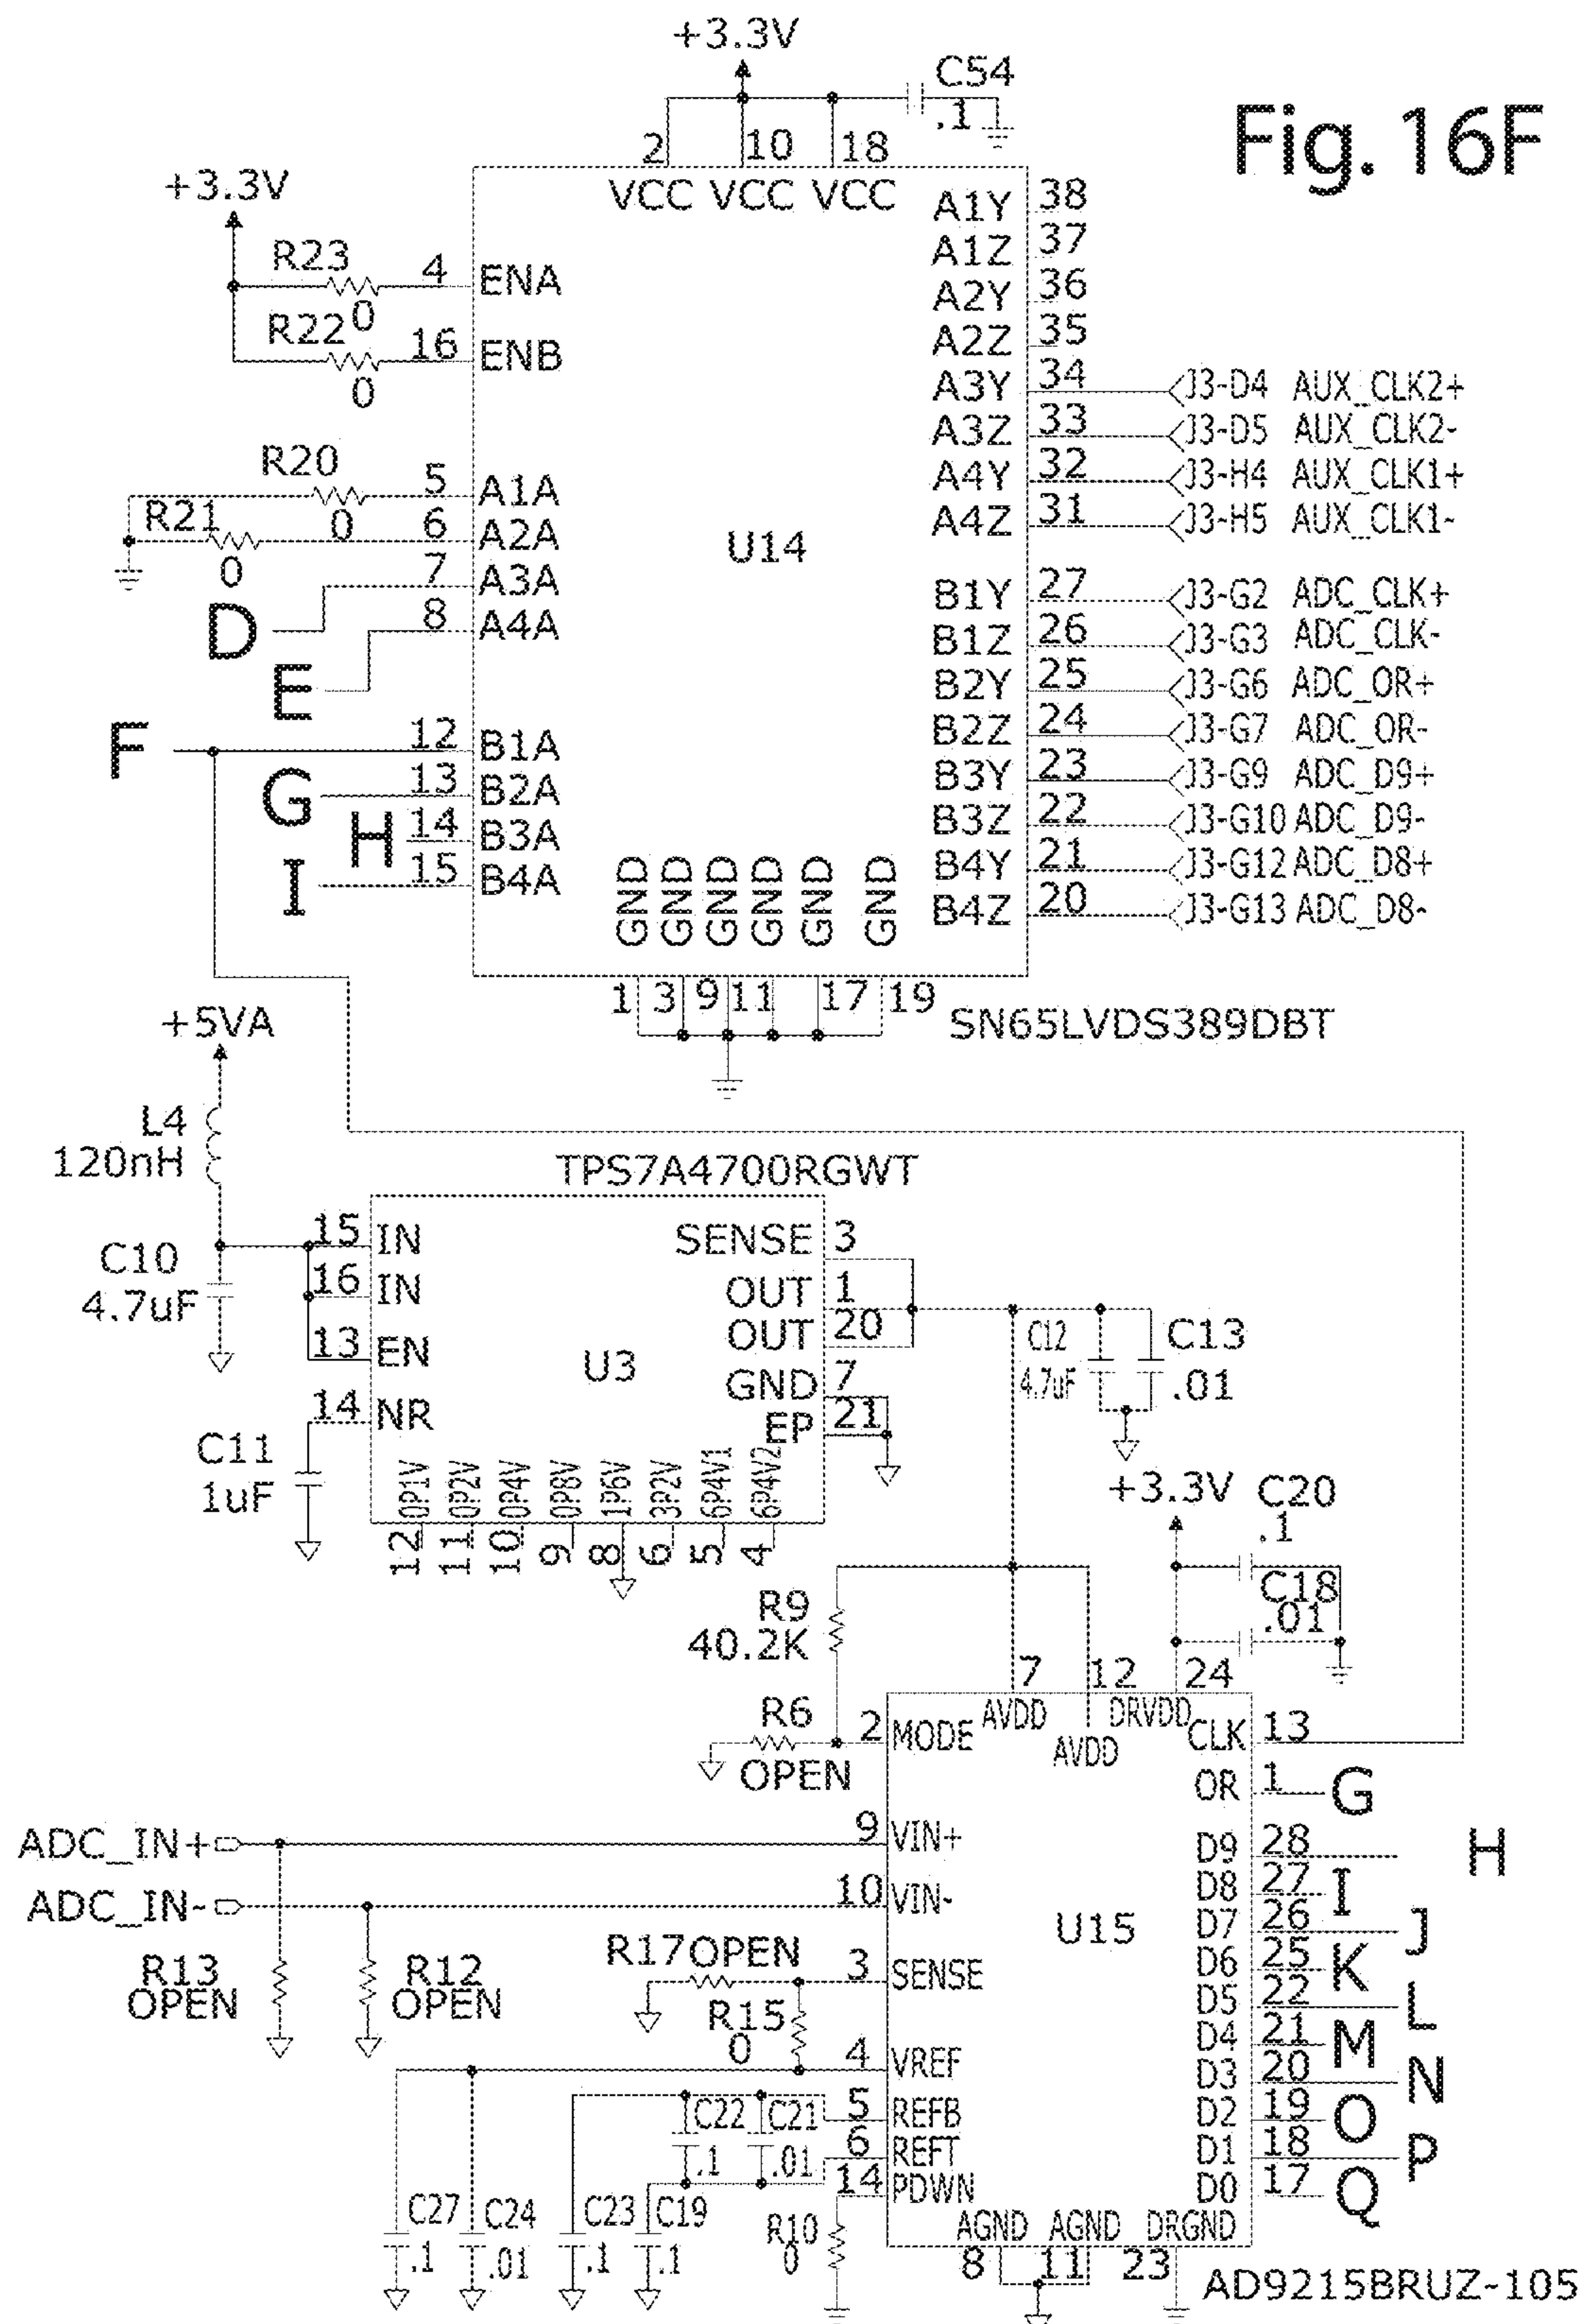 Fig. 16F
+3.3V
C54
.1
2 10 18
VCC VCC VCC
+3.3V
R23
0
4 ENA
R22
0
16 ENB
R20
0
5 A1A
R21
0
6 A2A
7 A3A
D
8 A4A
E
F
12 B1A
G
13 B2A
H
14 B3A
I
15 B4A
U14
A1Y 38
A1Z 37
A2Y 36
A2Z 35
A3Y 34 J3-D4 AUX_CLK2+
A3Z 33 J3-D5 AUX_CLK2-
A4Y 32 J3-H4 AUX_CLK1+
A4Z 31 J3-H5 AUX_CLK1-
B1Y 27 J3-G2 ADC_CLK+
B1Z 26 J3-G3 ADC_CLK-
B2Y 25 J3-G6 ADC_OR+
B2Z 24 J3-G7 ADC_OR-
B3Y 23 J3-G9 ADC_D9+
B3Z 22 J3-G10 ADC_D9-
B4Y 21 J3-G12 ADC_D8+
B4Z 20 J3-G13 ADC_D8-
GND GND GND GND GND GND
1 3 9 11 17 19
SN65LVDS389DBT
+5VA
L4
120nH
TPS7A4700RGWT
C10
4.7uF
15 IN
16 IN
13 EN
14 NR
C11
1uF
U3
SENSE 3
OUT 1
OUT 20
GND 7
EP 21
0P1V 0P2V 0P4V 0P8V 1P6V 3P2V 6P4V1 6P4V2
12 11 10 9 8 6 5 4
C12
4.7uF
C13
.01
+3.3V
C20
.1
C18
.01
R9
40.2K
R6
OPEN
7 12 24
AVDD AVDD DRVDD
2 MODE
CLK 13
OR 1 G
ADC_IN+
9 VIN+
ADC_IN-
10 VIN-
R13
OPEN
R12
OPEN
R17 OPEN
3 SENSE
R15
0
4 VREF
5 REFB
6 REFT
14 PDWN
C22
.1
C21
.01
C27
.1
C24
.01
C23
.1
C19
.1
R10
0
U15
D9 28 H
D8 27 I
D7 26 J
D6 25 K
D5 22 L
D4 21 M
D3 20 N
D2 19 O
D1 18 P
D0 17 Q
AGND AGND DRGND
8 11 23
AD9215BRUZ-105